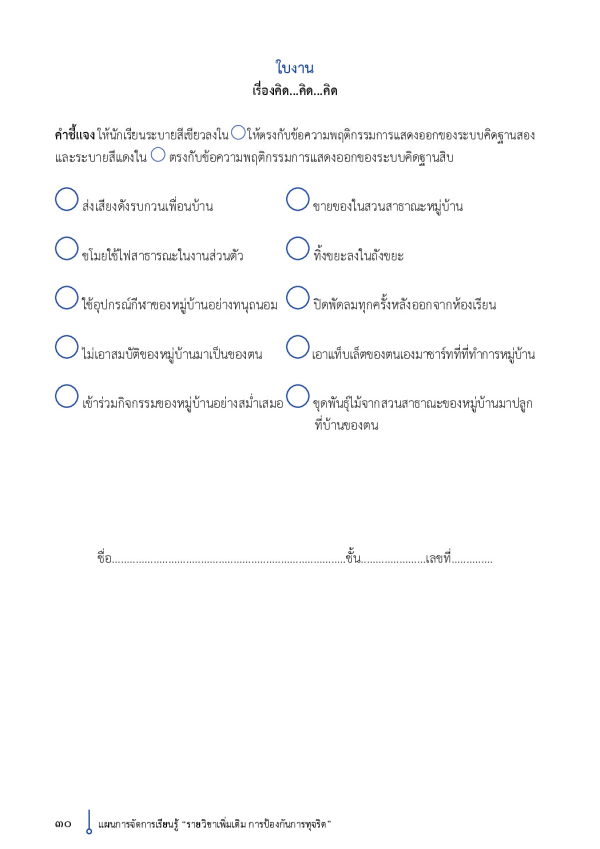 ใบงาน
เรื่องคิด...คิด...คิด
คำชี้แจง ให้นักเรียนระบายสีเขียวลงใน ให้ตรงกับข้อความพฤติกรรมการแสดงออกของระบบคิดฐานสอง
และระบายสีแดงใน ตรงกับข้อความพฤติกรรมการแสดงออกของระบบคิดฐานสิบ
ส่งเสียงดังรบกวนเพื่อนบ้าน
ขายของในสวนสาธาณะหมู่บ้าน
ขโมยใช้ไฟสาธารณะในงานส่วนตัว
ทิ้งขยะลงในถังขยะ
ใช้อุปกรณ์กีฬาของหมู่บ้านอย่างทนุถนอม
ปิดพัดลมทุกครั้งหลังออกจากห้องเรียน
ไม่เอาสมบัติของหมู่บ้านมาเป็นของตน
เอาแท็บเล็ตของตนเองมาชาร์ทที่ที่ทำการหมู่บ้าน
เข้าร่วมกิจกรรมของหมู่บ้านอย่างสม่ำเสมอ
ขุดพันธุ์ไม้จากสวนสาธาณะของหมู่บ้านมาปลูก
ที่บ้านของตน
ชื่อ..............................................................................ชั้น......................เลขที่..............
๓๐ แผนการจัดการเรียนรู้ “รายวิชาเพิ่มเติม การป้องกันการทุจริต”